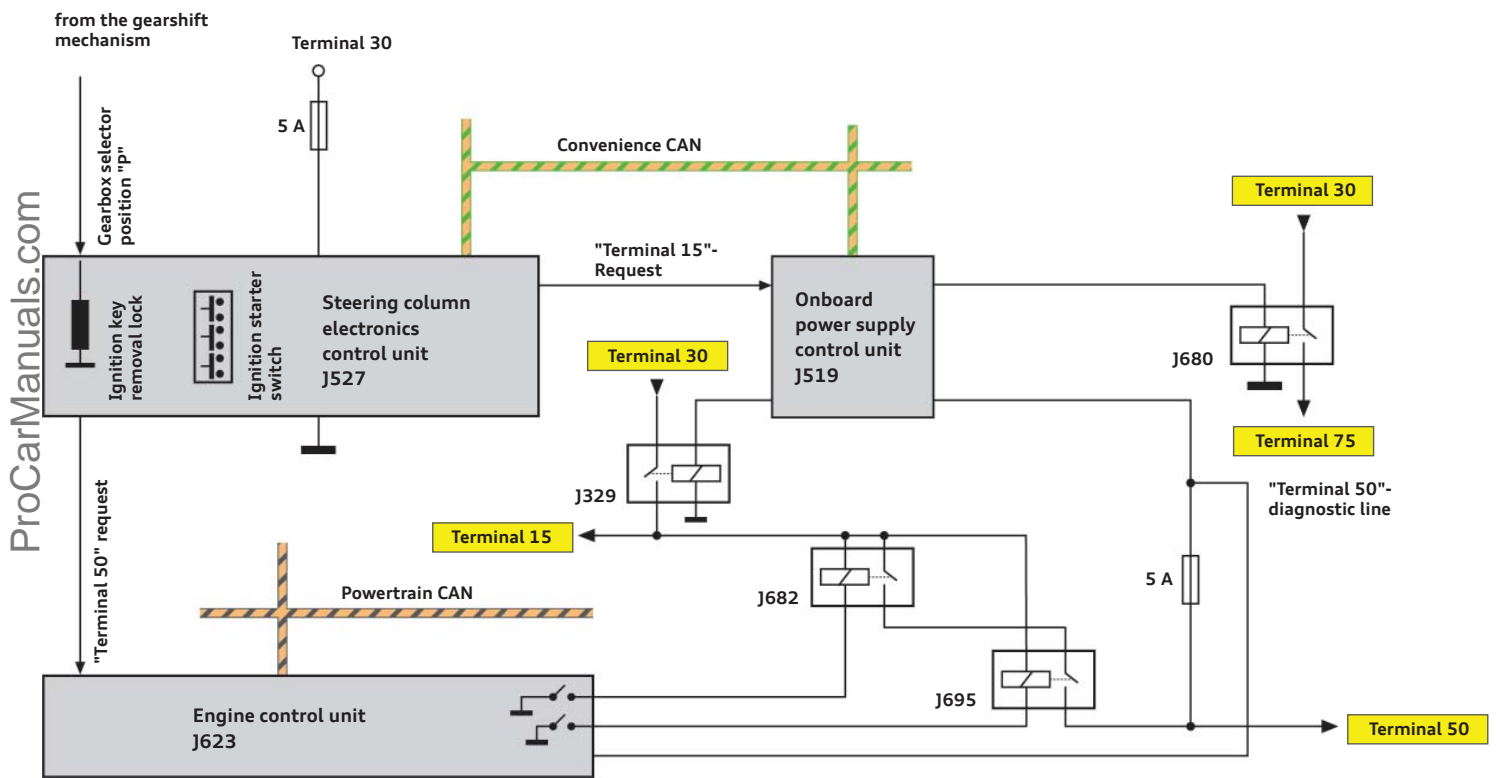 from the gearshift
mechanism
Terminal 30
5 A
Gearbox selector
position "P"
Convenience CAN
Terminal 30
"Terminal 15"-
Request
Ignition key
removal lock
Ignition starter
switch
Steering column
electronics
control unit
J527
Onboard
power supply
control unit
J519
J680
Terminal 75
Terminal 30
J329
"Terminal 50"-
diagnostic line
"Terminal 50" request
Terminal 15
J682
5 A
Powertrain CAN
J695
Engine control unit
J623
Terminal 50
ProCarManuals.com